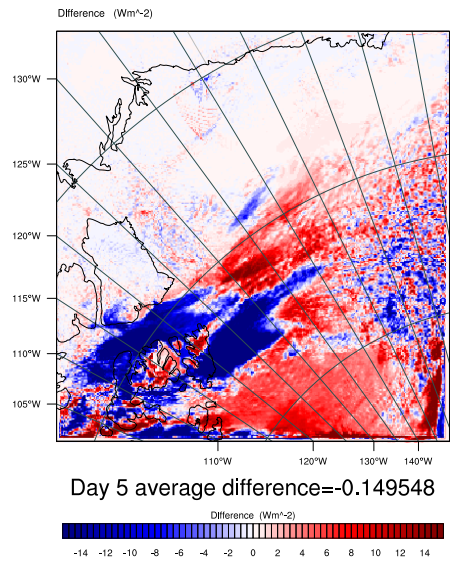 DIfference (Wm^-2)
130°W
125°W
120°W
115°W
110°W
105°W
110°W 120°W 130°W 140°W
Day 5 average difference=-0.149548
DIfference (Wm^-2)
-14 -12 -10 -8 -6 -4 -2 0 2 4 6 8 10 12 14